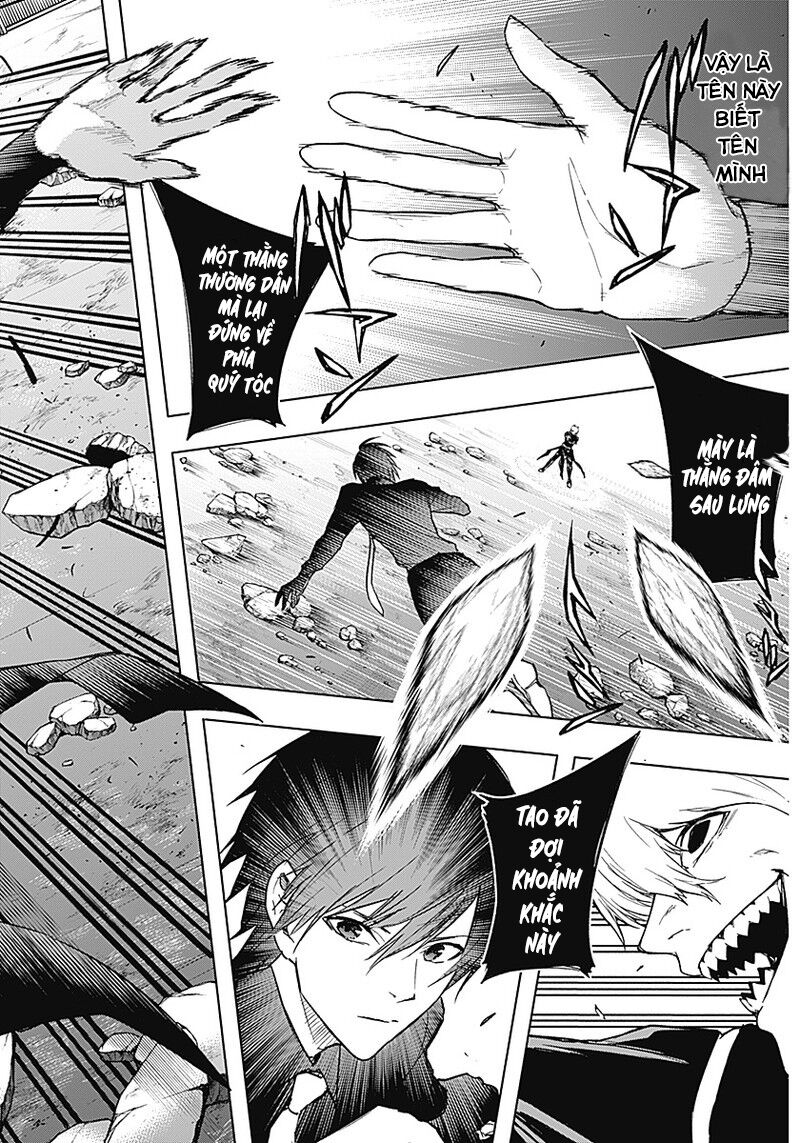 VẬY LÀ
TÊN NÀY
BIẾT
TÊN
MÌNH
MỘT THẰNG
THƯỜNG DÂN
MÀ LẠI
ĐỨNG VỀ
PHÍA
QUÝ TỘC
MÀY LÀ
THẰNG ĐÂM
SAU LƯNG
TAO ĐÃ
ĐỢI
KHOẢNH
KHẮC
NÀY